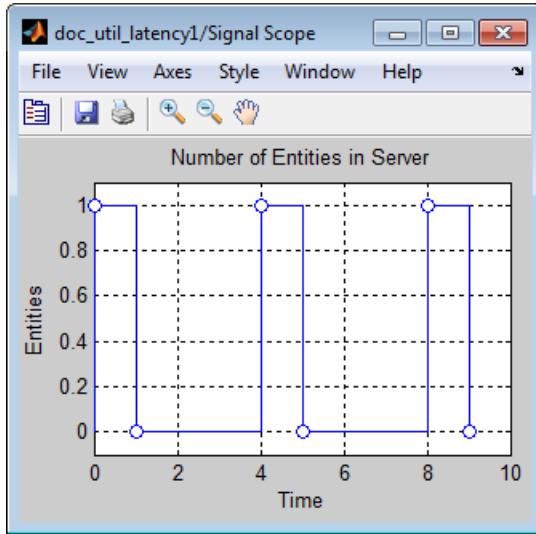 doc_util_latency1/Signal Scope
File View Axes Style Window Help
Number of Entities in Server
1
0.8
0.6
0.4
0.2
0
Entities
0 2 4 6 8 10
Time